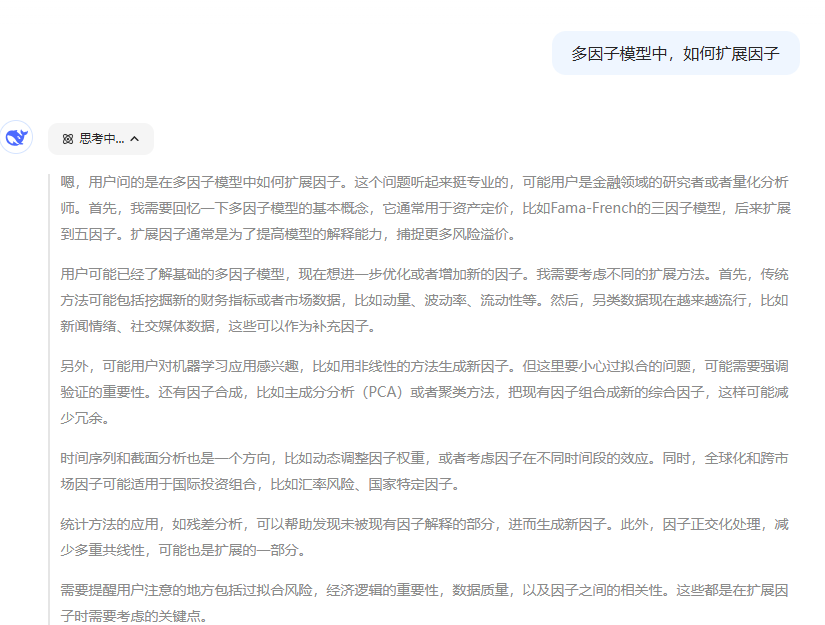 多因子模型中，如何扩展因子
思考中...
嗯，用户问的是在多因子模型中如何扩展因子。这个问题听起来挺专业的，可能用户是金融领域的研究者或者量化分析
师。首先，我需要回忆一下多因子模型的基本概念，它通常用于资产定价，比如Fama-French的三因子模型，后来扩展
到五因子。扩展因子通常是为了提高模型的解释能力，捕捉更多风险溢价。
用户可能已经了解基础的多因子模型，现在想进一步优化或者增加新的因子。我需要考虑不同的扩展方法。首先，传统
方法可能包括挖掘新的财务指标或者市场数据，比如动量、波动率、流动性等。然后，另类数据现在越来越流行，比如
新闻情绪、社交媒体数据，这些可以作为补充因子。
另外，可能用户对机器学习应用感兴趣，比如用非线性的方法生成新因子。但这里要小心过拟合的问题，可能需要强调
验证的重要性。还有因子合成，比如主成分分析（PCA）或者聚类方法，把现有因子组合成新的综合因子，这样可能减
少冗余。
时间序列和截面分析也是一个方向，比如动态调整因子权重，或者考虑因子在不同时间段的效应。同时，全球化和跨市
场因子可能适用于国际投资组合，比如汇率风险、国家特定因子。
统计方法的应用，如残差分析，可以帮助发现未被现有因子解释的部分，进而生成新因子。此外，因子正交化处理，减
少多重共线性，可能也是扩展的一部分。
需要提醒用户注意的地方包括过拟合风险，经济逻辑的重要性，数据质量，以及因子之间的相关性。这些都是在扩展因
子时需要考虑的关键点。